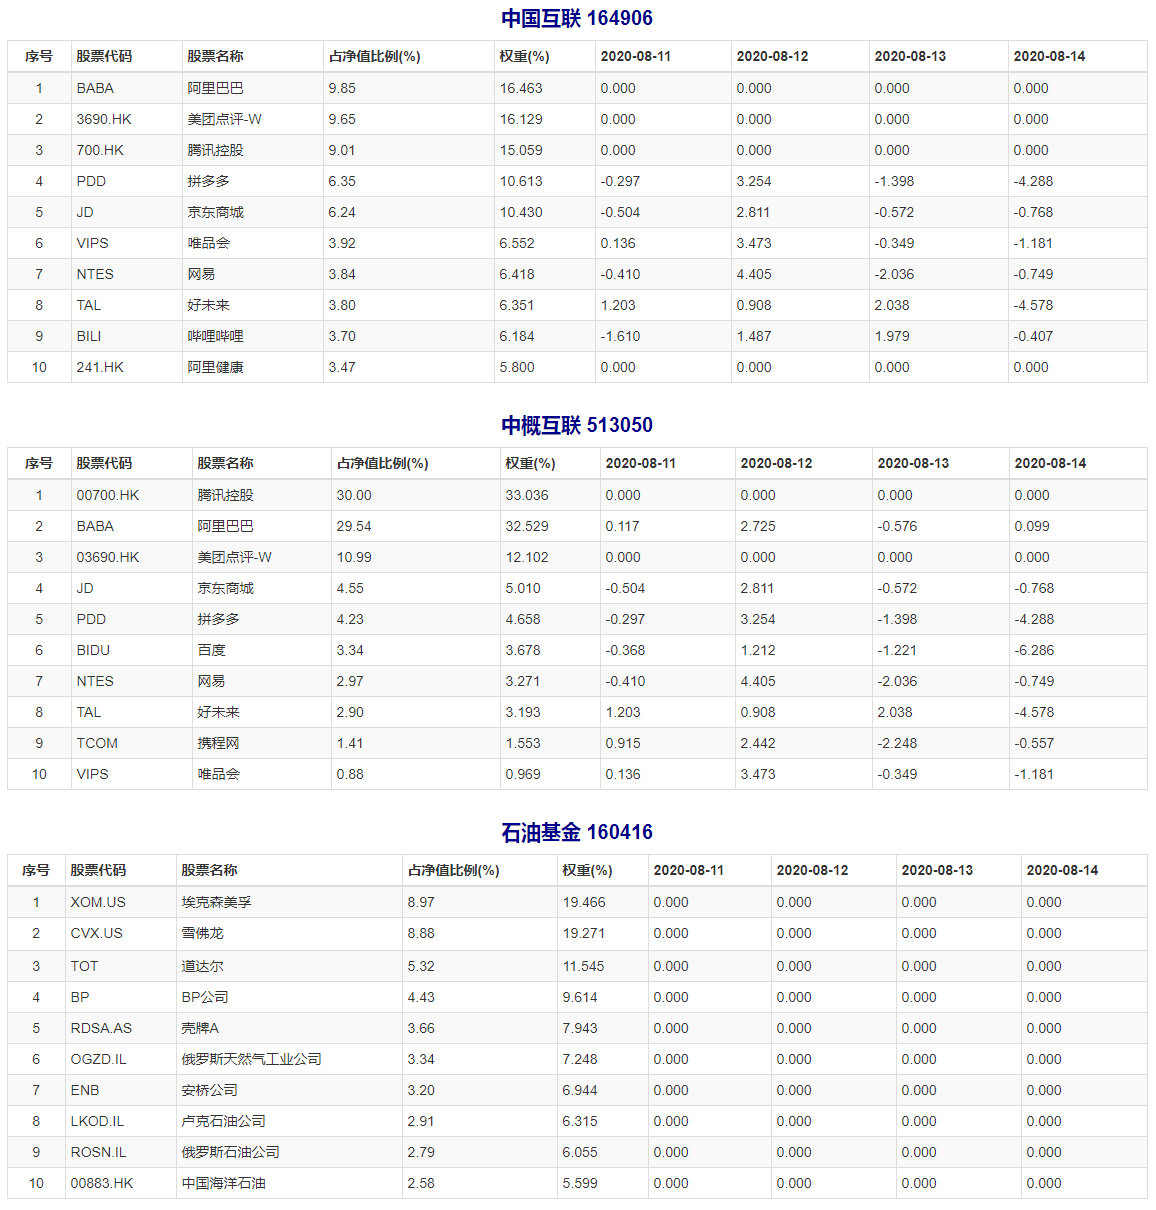 中国互联 164906
序号 股票代码 股票名称 占净值比例(%) 权重(%) 2020-08-11 2020-08-12 2020-08-13 2020-08-14
1 BABA 阿里巴巴 9.85 16.463 0.000 0.000 0.000 0.000
2 3690.HK 美团点评-W 9.65 16.129 0.000 0.000 0.000 0.000
3 700.HK 腾讯控股 9.01 15.059 0.000 0.000 0.000 0.000
4 PDD 拼多多 6.35 10.613 -0.297 3.254 -1.398 -4.288
5 JD 京东商城 6.24 10.430 -0.504 2.811 -0.572 -0.768
6 VIPS 唯品会 3.92 6.552 0.136 3.473 -0.349 -1.181
7 NTES 网易 3.84 6.418 -0.410 4.405 -2.036 -0.749
8 TAL 好未来 3.80 6.351 1.203 0.908 2.038 -4.578
9 BILI 哔哩哔哩 3.70 6.184 -1.610 1.487 1.979 -0.407
10 241.HK 阿里健康 3.47 5.800 0.000 0.000 0.000 0.000
中概互联 513050
序号 股票代码 股票名称 占净值比例(%) 权重(%) 2020-08-11 2020-08-12 2020-08-13 2020-08-14
1 00700.HK 腾讯控股 30.00 33.036 0.000 0.000 0.000 0.000
2 BABA 阿里巴巴 29.54 32.529 0.117 2.725 -0.576 0.099
3 03690.HK 美团点评-W 10.99 12.102 0.000 0.000 0.000 0.000
4 JD 京东商城 4.55 5.010 -0.504 2.811 -0.572 -0.768
5 PDD 拼多多 4.23 4.658 -0.297 3.254 -1.398 -4.288
6 BIDU 百度 3.34 3.678 -0.368 1.212 -1.221 -6.286
7 NTES 网易 2.97 3.271 -0.410 4.405 -2.036 -0.749
8 TAL 好未来 2.90 3.193 1.203 0.908 2.038 -4.578
9 TCOM 携程网 1.41 1.553 0.915 2.442 -2.248 -0.557
10 VIPS 唯品会 0.88 0.969 0.136 3.473 -0.349 -1.181
石油基金 160416
序号 股票代码 股票名称 占净值比例(%) 权重(%) 2020-08-11 2020-08-12 2020-08-13 2020-08-14
1 XOM.US 埃克森美孚 8.97 19.466 0.000 0.000 0.000 0.000
2 CVX.US 雪佛龙 8.88 19.271 0.000 0.000 0.000 0.000
3 TOT 道达尔 5.32 11.545 0.000 0.000 0.000 0.000
4 BP BP公司 4.43 9.614 0.000 0.000 0.000 0.000
5 RDSA.AS 壳牌A 3.66 7.943 0.000 0.000 0.000 0.000
6 OGZD.IL 俄罗斯天然气工业公司 3.34 7.248 0.000 0.000 0.000 0.000
7 ENB 安桥公司 3.20 6.944 0.000 0.000 0.000 0.000
8 LKOD.IL 卢克石油公司 2.91 6.315 0.000 0.000 0.000 0.000
9 ROSN.IL 俄罗斯石油公司 2.79 6.055 0.000 0.000 0.000 0.000
10 00883.HK 中国海洋石油 2.58 5.599 0.000 0.000 0.000 0.000